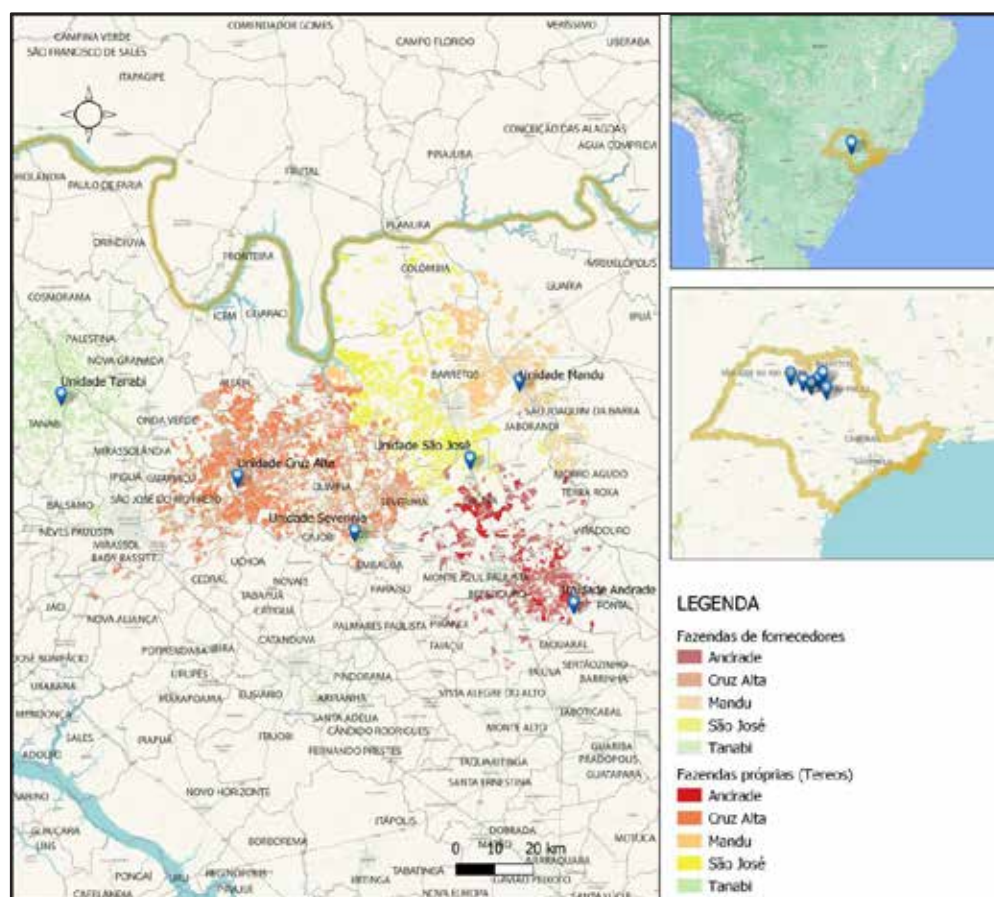 CAMPINA VERDE
COMENDADOR GOMES
VERÍSSIMO
SÃO FRANCISCO DE SALES
CAMPO FLORIDO
UBERABA
ITAPAGIPE
CONCEIÇÃO DAS ALAGOAS
ÁGUA COMPRIDA
PIRAJUBA
FRUTAL
PAULO DE FARIA
PLANURA
ORINDIUVA
FRONTEIRA
COLÔMBIA
MIGUELÓPOLIS
COSMORAMA
ICEM
GUARACI
GUAÍRA
IPUÃ
PALESTINA
NOVA GRANADA
BARRETOS
Unidade Tanabi
Unidade Mandu
TANABI
ONDA VERDE
SÃO JOAQUIM DA BARRA
JABORANDI
MIRASSOLÂNDIA
Unidade São José
IPIGUÁ
GUAPIAÇU
Unidade Cruz Alta
MORRO AGUDO
BÁLSAMO
SÃO JOSÉ DO RIO PRETO
OLÍMPIA
SEVERÍNIA
TERRA ROXA
NEVES PAULISTA
Unidade Severínia
VIRADOURO
MIRASSOL
CAJOBI
BADY BASSITT
UCHOA
EMBAÚBA
CEDRAL
NOVAIS
PARAÍSO
MONTE AZUL PAULISTA
Unidade Andrade
JACI
TABAPUÃ
BEBEDOURO
PONTAL
NOVA ALIANÇA
CATIGUÁ
PALMARES PAULISTA
PIRANGI
CATANDUVA
TAIAÇU
TAQUARAL
JOSÉ BONIFÁCIO
POTIRENDABA
IBIRÁ
SERTÃOZINHO
URUPÊS
PINDORAMA
BARRINHA
UBARANA
MARAPOAMA
ELISIÁRIO
ARIRANHA
VISTA ALEGRE DO ALTO
MENDONÇA
SANTA ADÉLIA
JABOTICABAL
SALES
IRAPUÃ
ITAJOBI
CÂNDIDO RODRIGUES
MONTE ALTO
ADOLFO
FERNANDO PRESTES
GUARIBA
PRADÓPOLIS
TAQUARITINGA
GUATAPARÁ
SANTA ERNESTINA
NOVO HORIZONTE
ITÁPOLIS
DOBRADA
MOTUCA
LINS
BORBOREMA
0 10 20 km
PONGAÍ
TABATINGA
GAVIÃO PEIXOTO
IBITINGA
CAFELÂNDIA
NOVA EUROPA
LEGENDA
Fazendas de fornecedores
Andrade
Cruz Alta
Mandu
São José
Tanabi
Fazendas próprias (Tereos)
Andrade
Cruz Alta
Mandu
São José
Tanabi